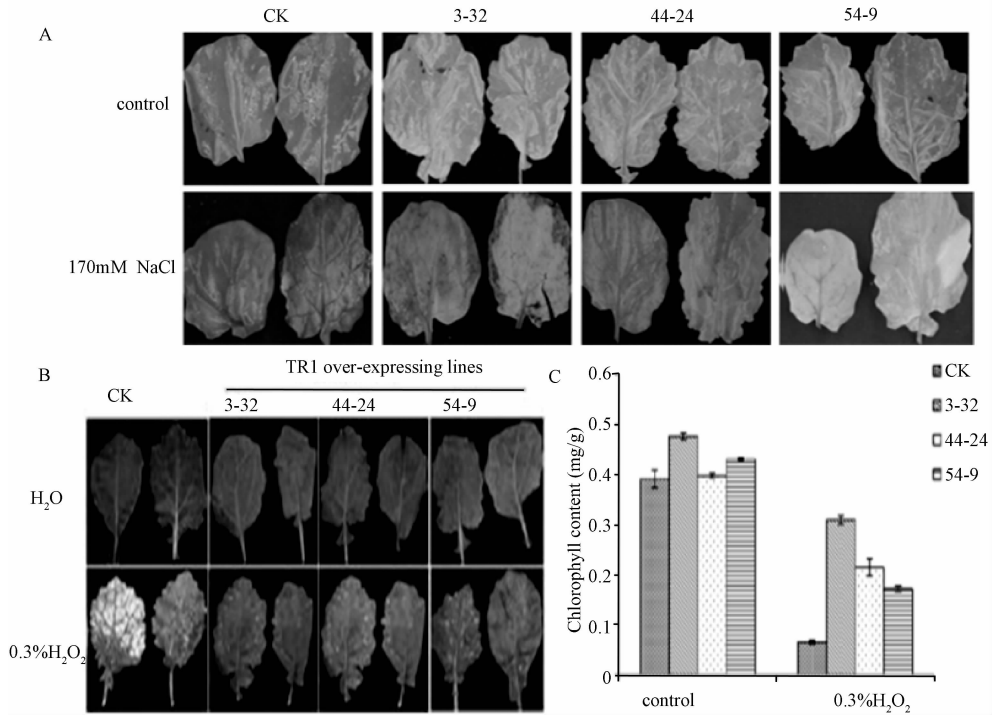 A
CK 3-32 44-24 54-9
control
170mM NaCl
B
TR1 over-expressing lines
CK
3-32 44-24 54-9
H₂O
0.3%H₂O₂
C
Chlorophyll content (mg/g)
0.6
0.5
0.4
0.3
0.2
0.1
0
control 0.3%H₂O₂
CK
3-32
44-24
54-9